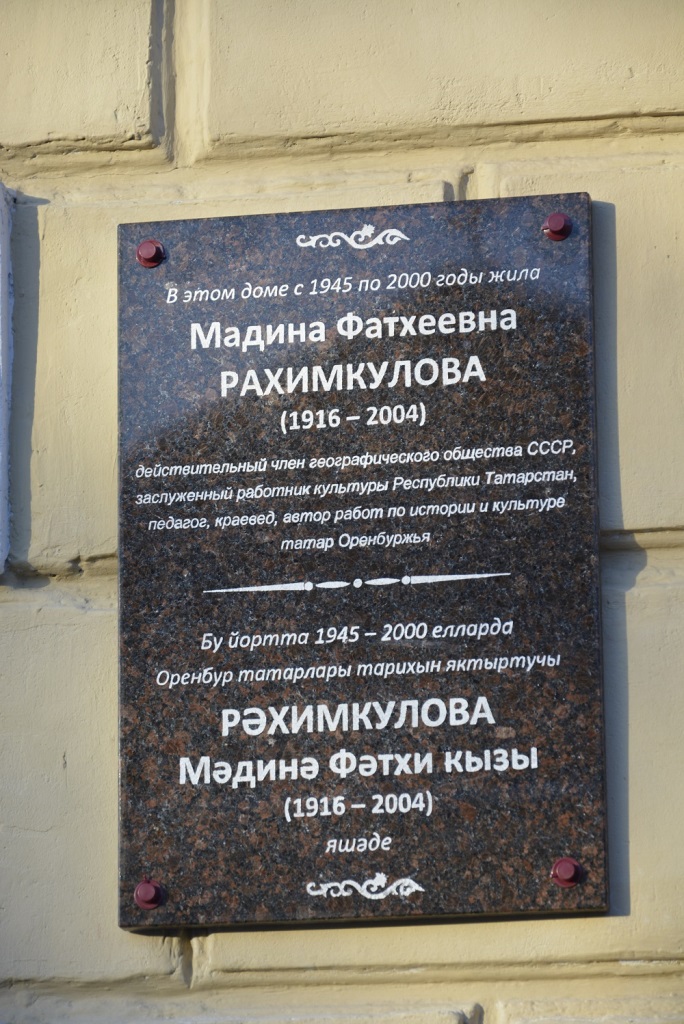 В этом доме с 1945 по 2000 годы жила
Мадина Фатхеевна
РАХИМКУЛОВА
(1916 – 2004)
действительный член географического общества СССР,
заслуженный работник культуры Республики Татарстан,
педагог, краевед, автор работ по истории и культуре
татар Оренбуржья
Бу йортта 1945 – 2000 елларда
Оренбур татарлары тарихын яктыртучы
РӘХИМКУЛОВА
Мәдинә Фәтхи кызы
(1916 – 2004)
яшәде